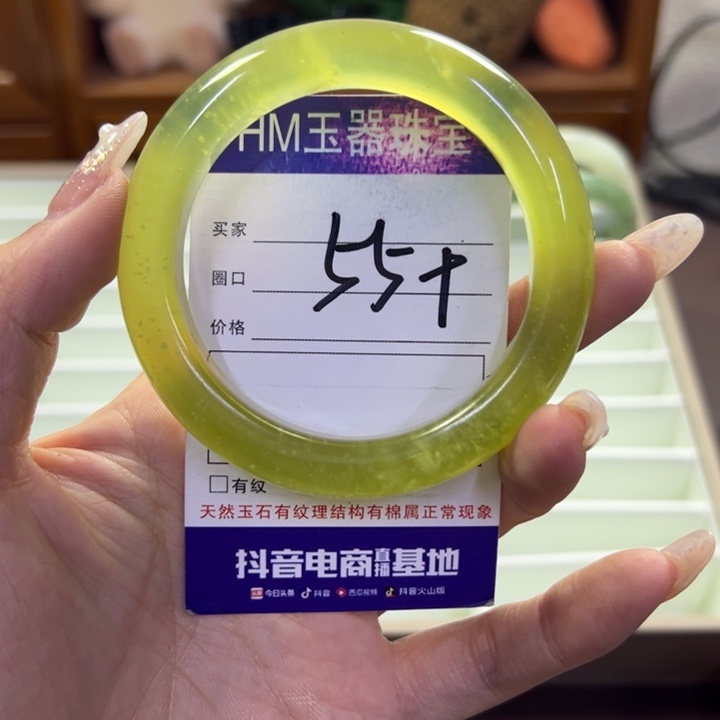 HM玉器珠宝
买家
55+
圈口
价格
□有纹
天然玉石有纹理结构有棉属正常现象
抖音电商直播基地
今日头条 抖音 西瓜视频 抖音火山版